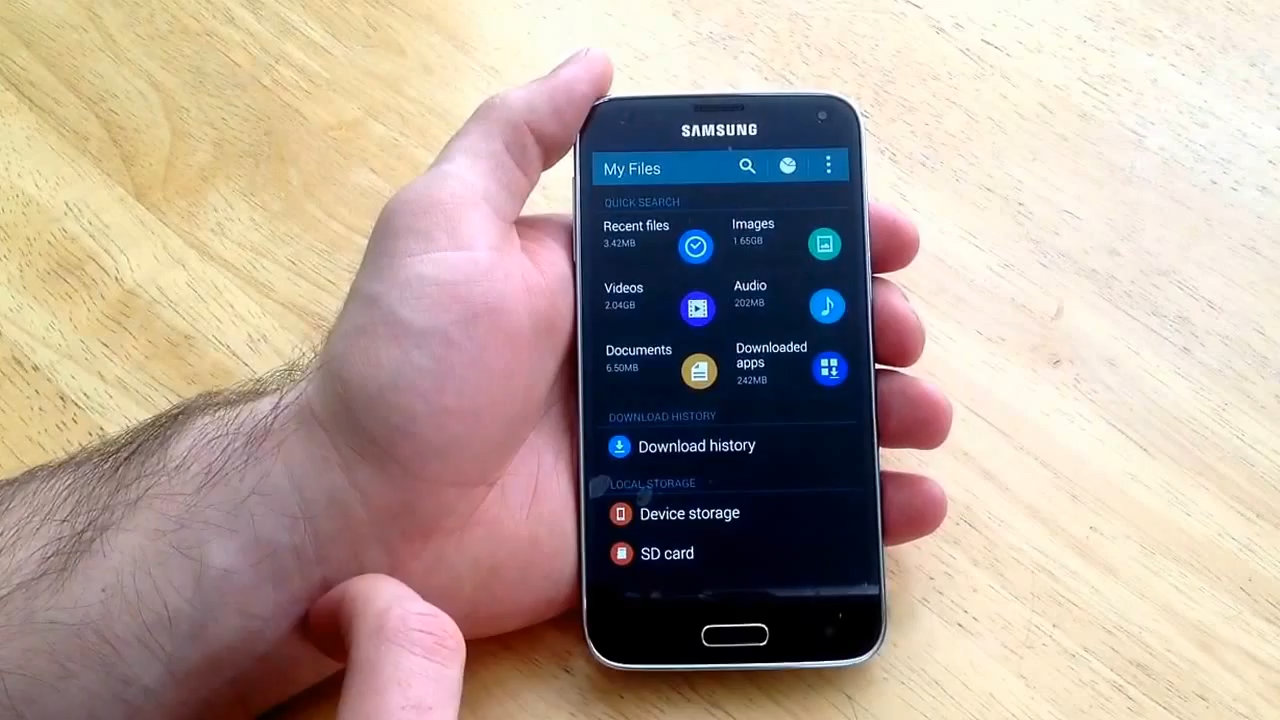 SAMSUNG
My Files
QUICK SEARCH
Recent files
3.42MB
Images
1.65GB
Videos
2.04GB
Audio
202MB
Documents
6.50MB
Downloaded
apps
242MB
DOWNLOAD HISTORY
Download history
LOCAL STORAGE
Device storage
SD card